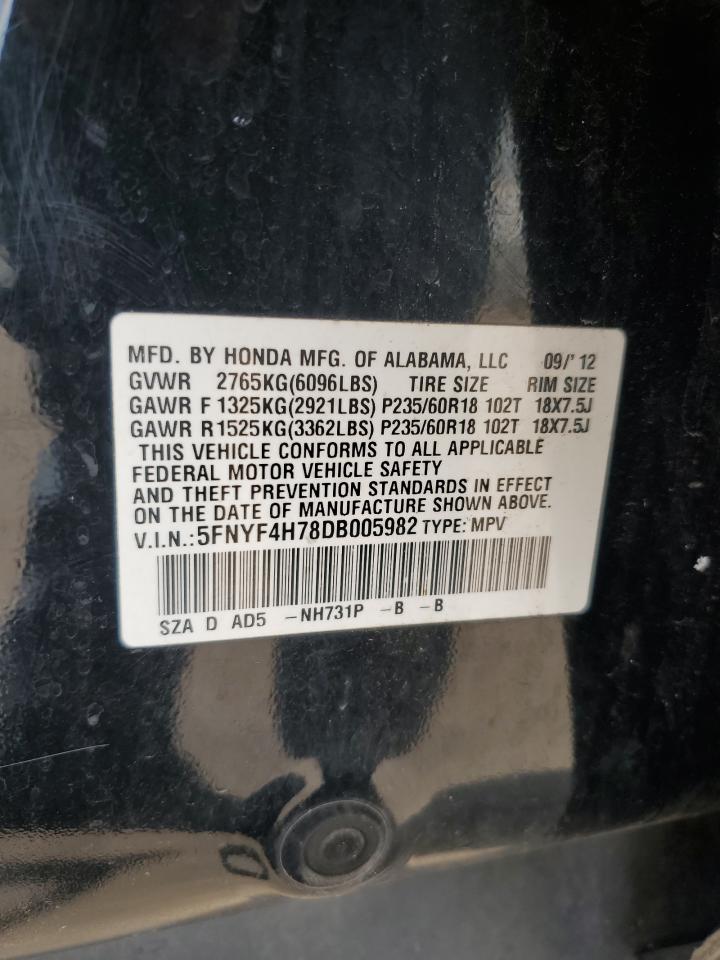 MFD. BY HONDA MFG. OF ALABAMA, LLC 09/'12
GVWR 2765KG(6096LBS) TIRE SIZE RIM SIZE
GAWR F 1325KG(2921LBS) P235/60R18 102T 18X7.5J
GAWR R1525KG(3362LBS) P235/60R18 102T 18X7.5J
THIS VEHICLE CONFORMS TO ALL APPLICABLE
FEDERAL MOTOR VEHICLE SAFETY
AND THEFT PREVENTION STANDARDS IN EFFECT
ON THE DATE OF MANUFACTURE SHOWN ABOVE.
V.I.N.:5FNYF4H78DB005982 TYPE: MPV
SZA D AD5 -NH731P -B -B